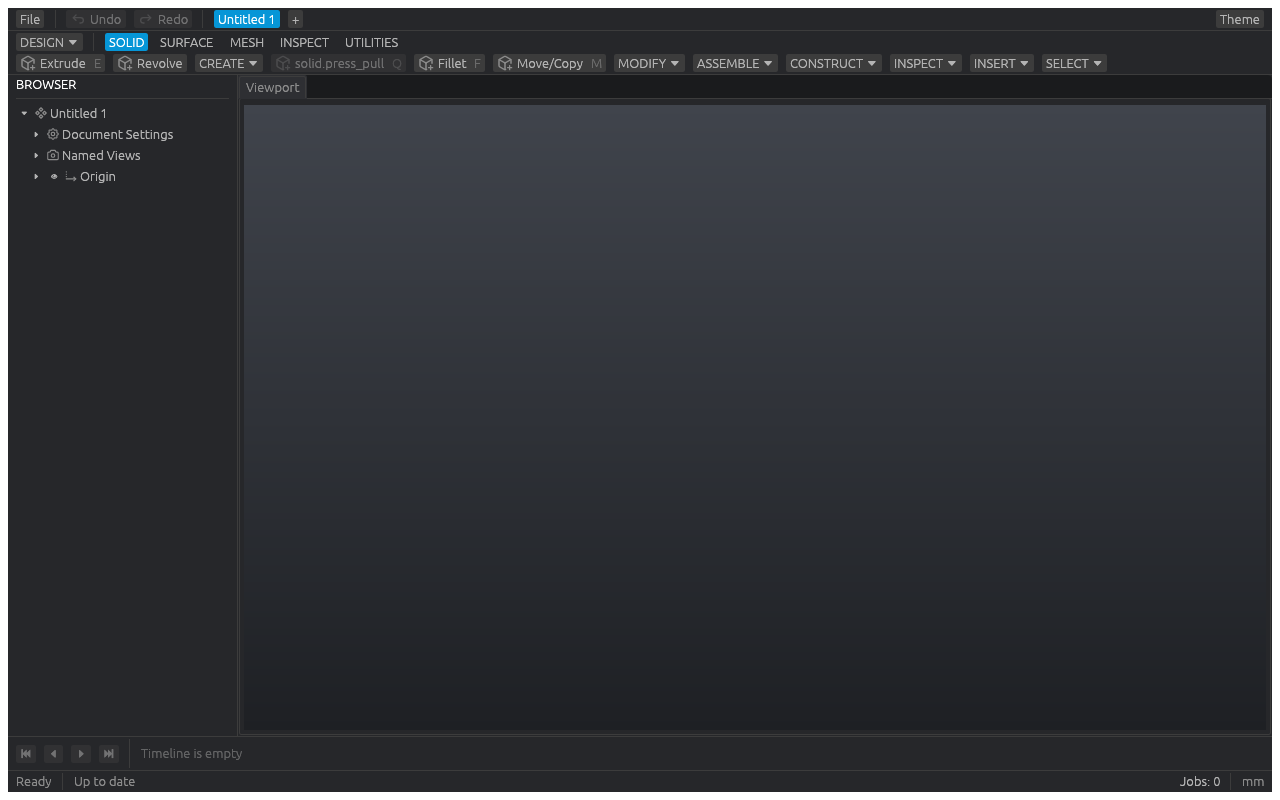 File Undo Redo Untitled 1 + Theme
DESIGN SOLID SURFACE MESH INSPECT UTILITIES
Extrude E Revolve CREATE solid.press_pull Q Fillet F Move/Copy M MODIFY ASSEMBLE CONSTRUCT INSPECT INSERT SELECT
BROWSER
Viewport
Untitled 1
Document Settings
Named Views
Origin
Timeline is empty
Ready Up to date Jobs: 0 mm